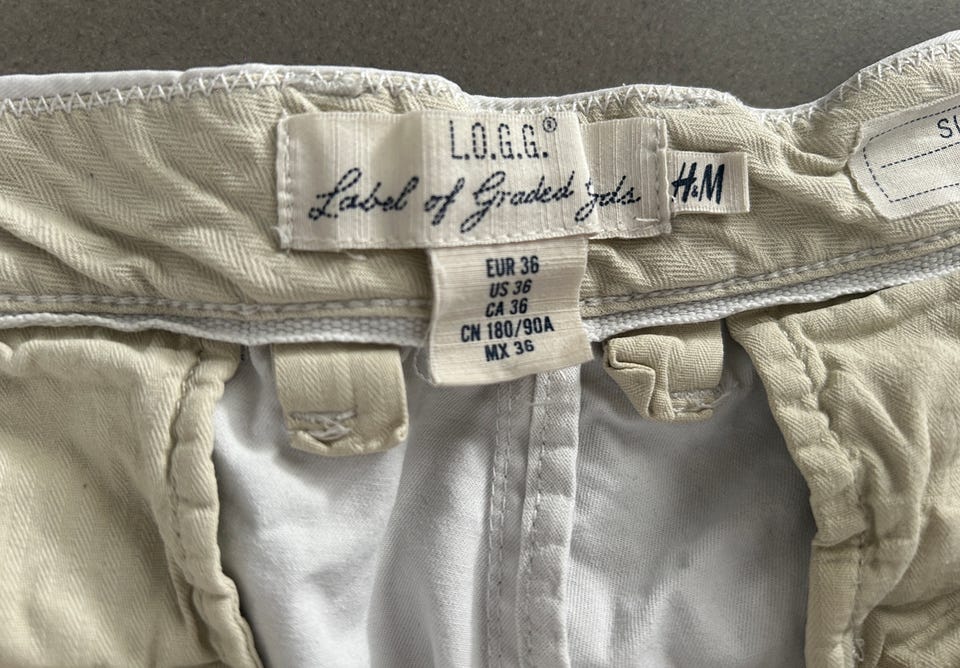 L.O.G.G.®
Label of Graded Gds
H&M
EUR 36
US 36
CA 36
CN 180/90A
MX 36